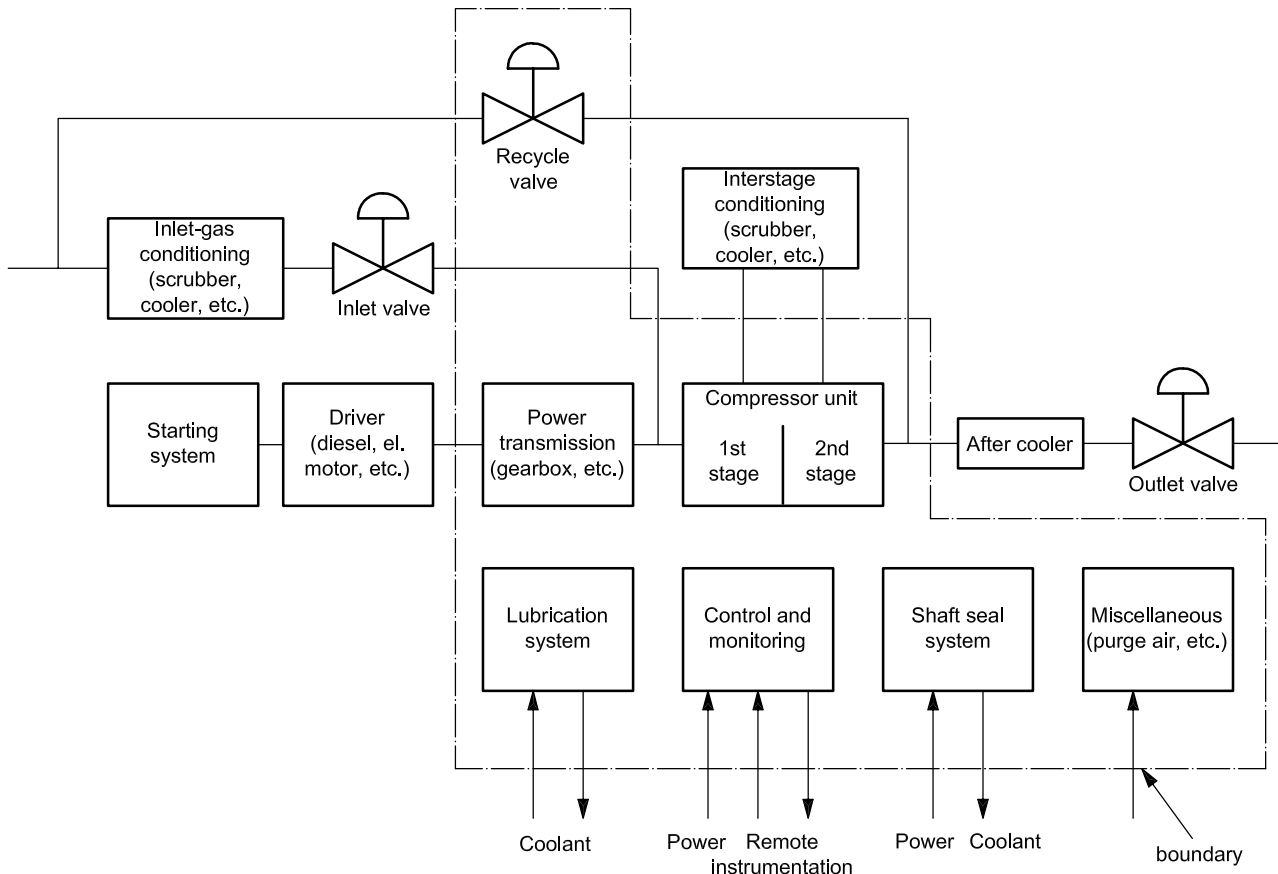 Recycle
valve
Interstage
conditioning
(scrubber,
cooler, etc.)
Inlet-gas
conditioning
(scrubber,
cooler, etc.)
Inlet valve
Starting
system
Driver
(diesel, el.
motor, etc.)
Power
transmission
(gearbox, etc.)
Compressor unit
1st
stage
2nd
stage
After cooler
Outlet valve
Lubrication
system
Control and
monitoring
Shaft seal
system
Miscellaneous
(purge air, etc.)
Coolant
Power
Remote
instrumentation
Power
Coolant
boundary